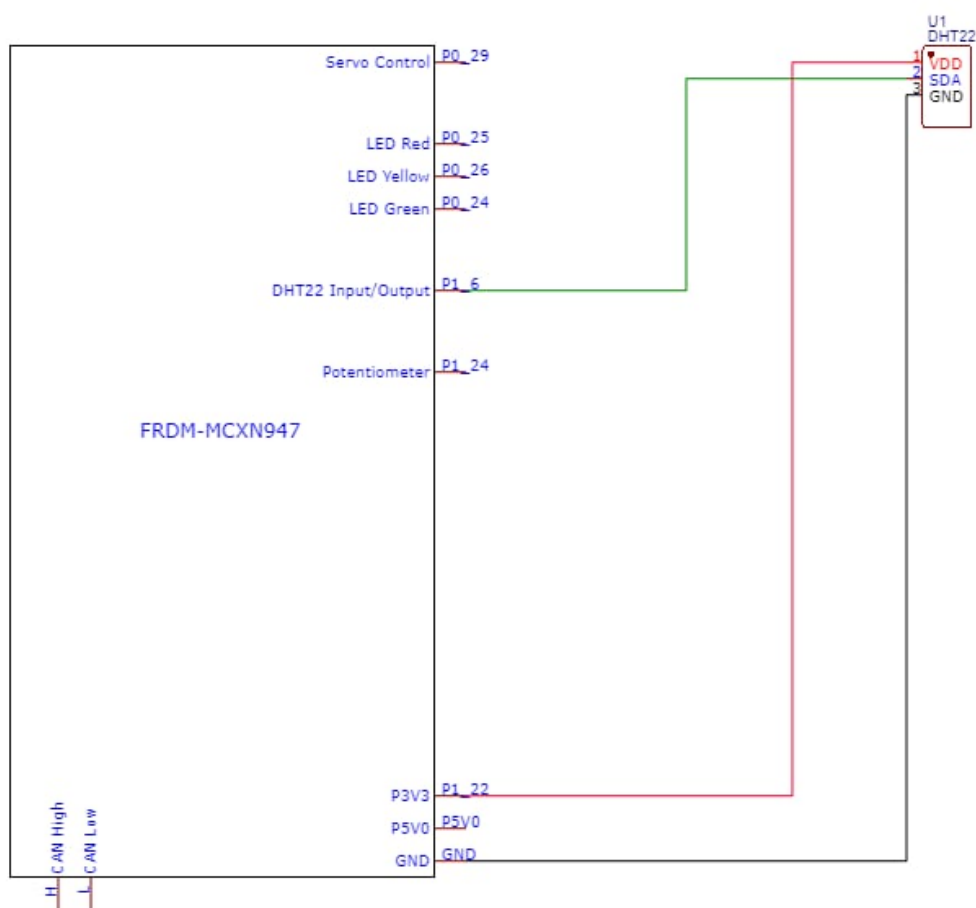 U1
DHT22
1 VDD
2 SDA
3 GND
Servo Control P0_29
LED Red P0_25
LED Yellow P0_26
LED Green P0_24
DHT22 Input/Output P1_6
Potentiometer P1_24
FRDM-MCXN947
P3V3 P1_22
P5V0 P5V0
GND GND
CAN High H
CAN Low L